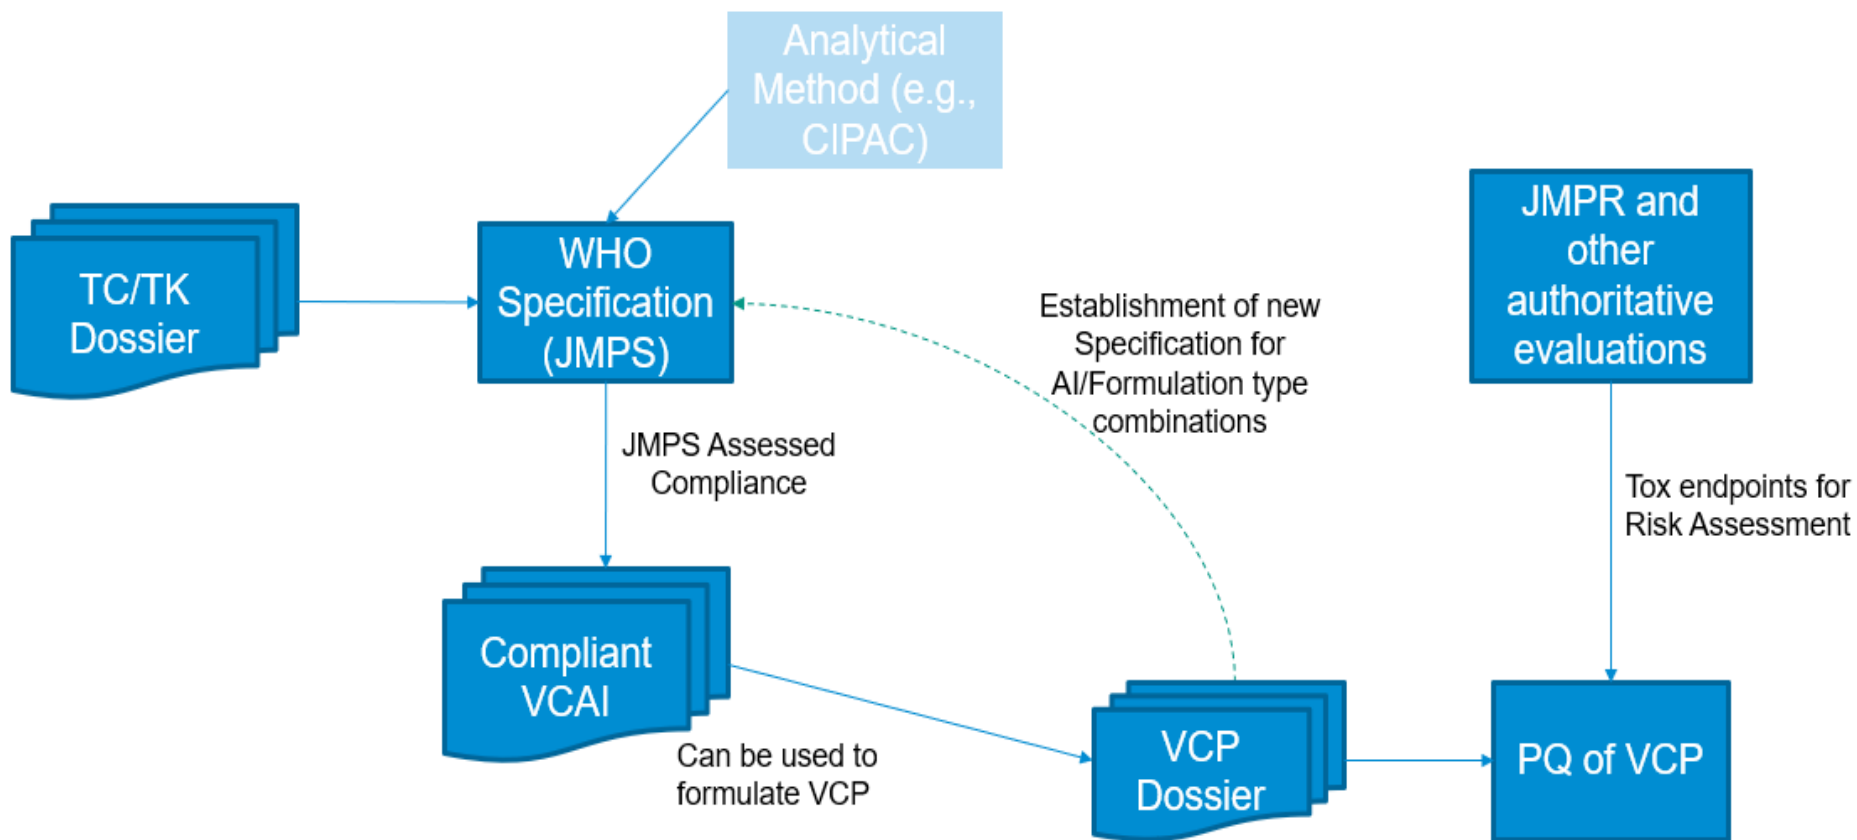 Analytical
Method (e.g.,
CIPAC)
TC/TK
Dossier
WHO
Specification
(JMPS)
Establishment of new
Specification for
AI/Formulation type
combinations
JMPR and
other
authoritative
evaluations
JMPS Assessed
Compliance
Tox endpoints for
Risk Assessment
Compliant
VCAI
Can be used to
formulate VCP
VCP
Dossier
PQ of VCP